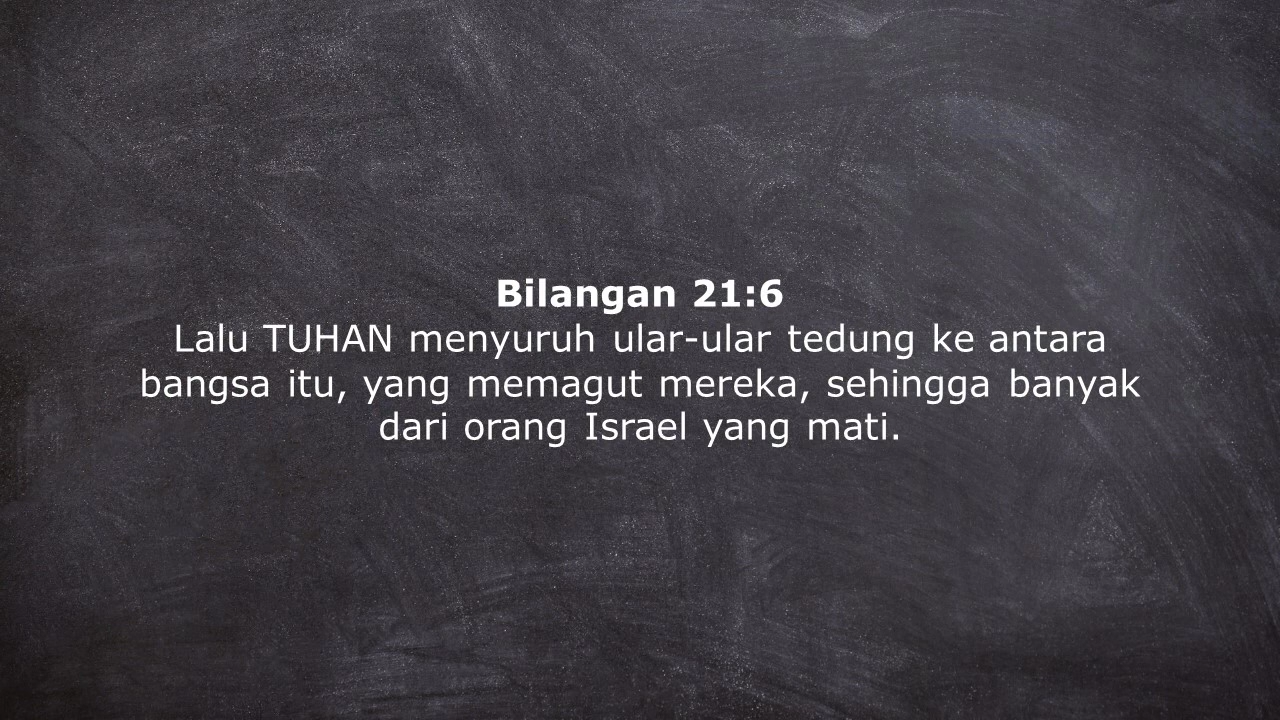 Bilangan 21:6
Lalu TUHAN menyuruh ular-ular tedung ke antara
bangsa itu, yang memagut mereka, sehingga banyak
dari orang Israel yang mati.